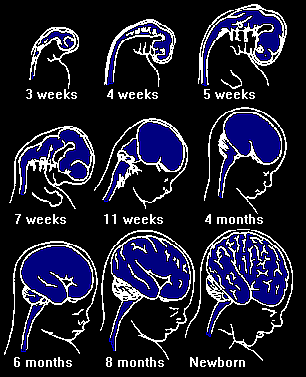 3 weeks
4 weeks
5 weeks
7 weeks
11 weeks
4 months
6 months
8 months
Newborn